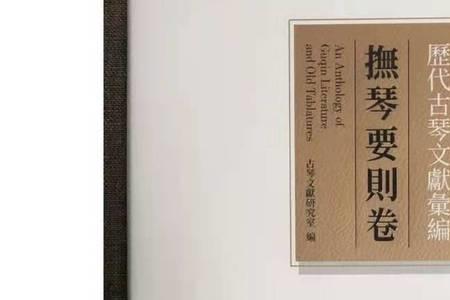 歷代古琴文獻彙編
撫琴要則卷
An Anthology of
Guqin Literature
and Old Tablatures
古琴文獻研究室 編